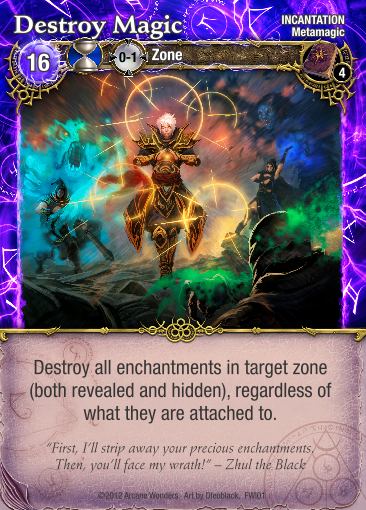 Destroy Magic
INCANTATION
Metamagic
16
0-1
Zone
4
Destroy all enchantments in target zone
(both revealed and hidden), regardless of
what they are attached to.
“First, I’ll strip away your precious enchantments.
Then, you’ll face my wrath!” – Zhul the Black
©2012 Arcane Wonders Art by Dleoblack, FWI01